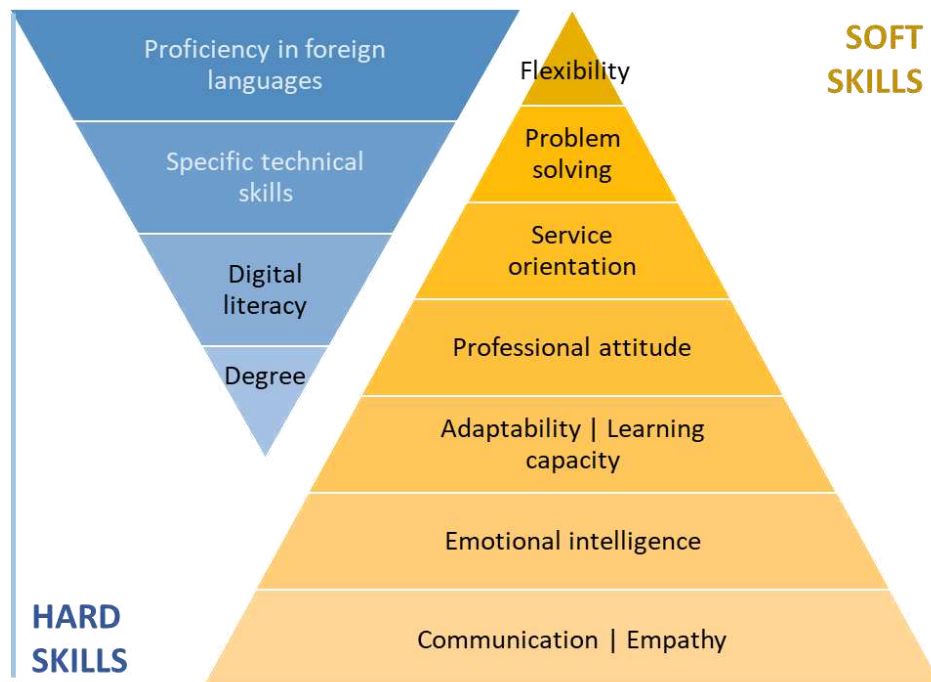 Proficiency in foreign
languages
Specific technical
skills
Digital
literacy
Degree
HARD
SKILLS
SOFT
SKILLS
Flexibility
Problem
solving
Service
orientation
Professional attitude
Adaptability | Learning
capacity
Emotional intelligence
Communication | Empathy